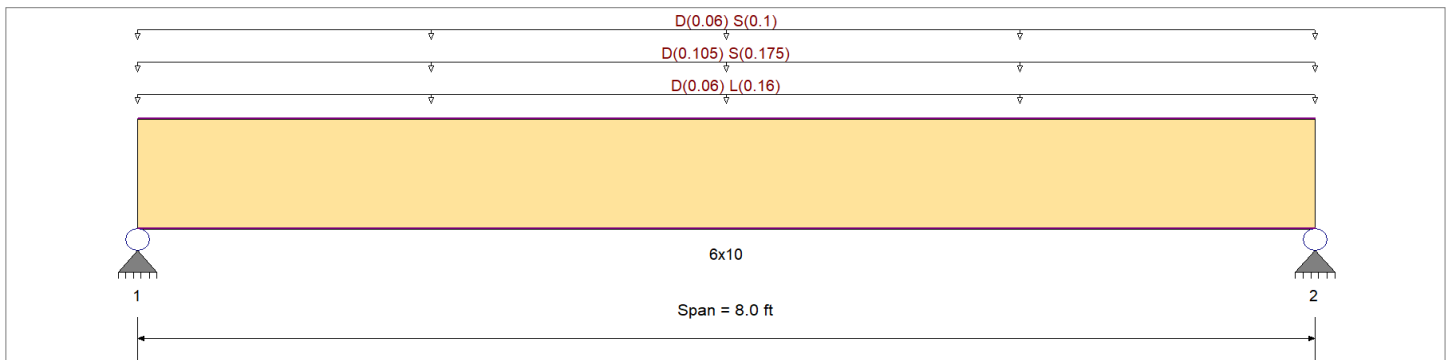 D(0.06) S(0.1)
D(0.105) S(0.175)
D(0.06) L(0.16)
6x10
1 2
Span = 8.0 ft